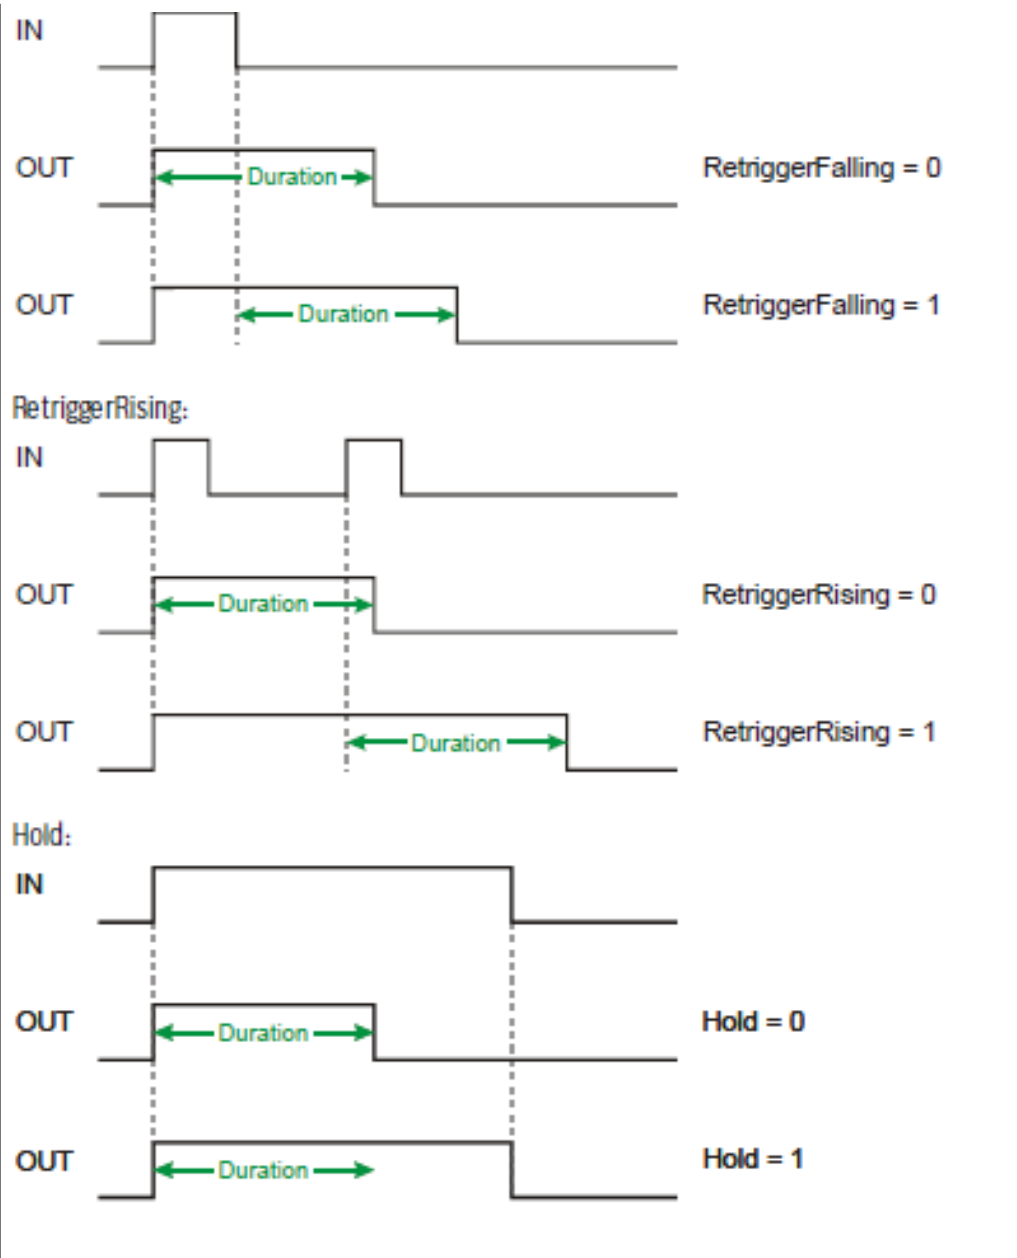 IN
OUT
Duration
RetriggerFalling = 0
OUT
Duration
RetriggerFalling = 1
RetriggerRising:
IN
OUT
Duration
RetriggerRising = 0
OUT
Duration
RetriggerRising = 1
Hold:
IN
OUT
Duration
Hold = 0
OUT
Duration
Hold = 1